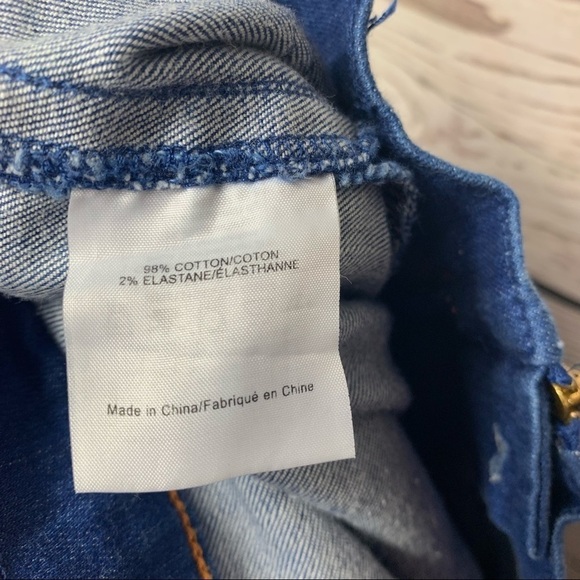 98% COTTON/COTON
2% ELASTANE/ÉLASTHANNE
Made in China/Fabriqué en Chine